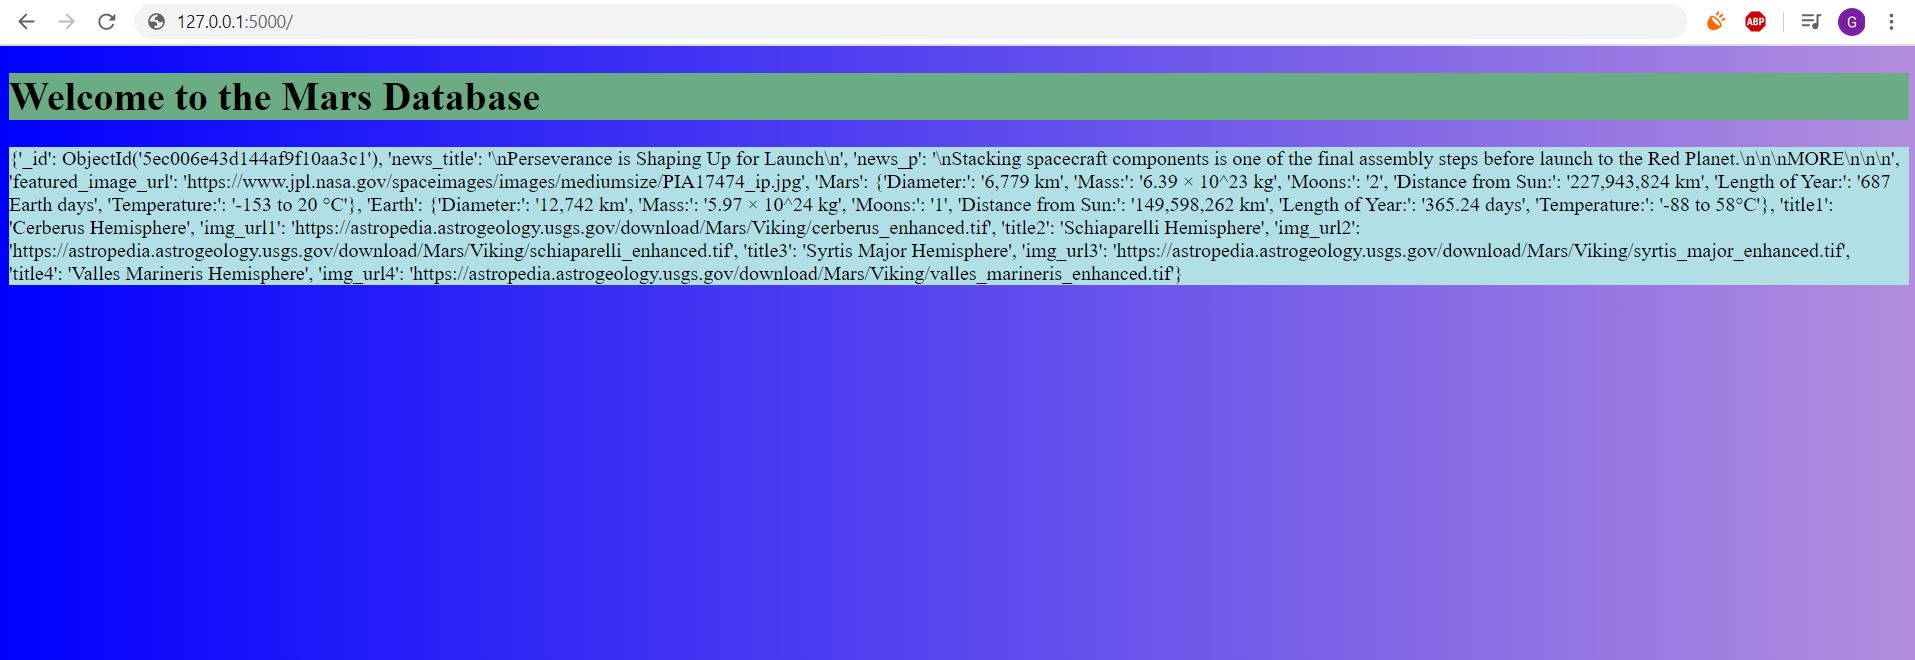 127.0.0.1:5000/
ABP
G
Welcome to the Mars Database
{'_id': ObjectId('5ec006e43d144af9f10aa3c1'), 'news_title': '\nPerseverance is Shaping Up for Launch\n', 'news_p': '\nStacking spacecraft components is one of the final assembly steps before launch to the Red Planet.\n\n\nMORE\n\n\n',
'featured_image_url': 'https://www.jpl.nasa.gov/spaceimages/images/mediumsize/PIA17474_ip.jpg', 'Mars': {'Diameter:': '6,779 km', 'Mass:': '6.39 × 10^23 kg', 'Moons:': '2', 'Distance from Sun:': '227,943,824 km', 'Length of Year:': '687
Earth days', 'Temperature:': '-153 to 20 °C'}, 'Earth': {'Diameter:': '12,742 km', 'Mass:': '5.97 × 10^24 kg', 'Moons:': '1', 'Distance from Sun:': '149,598,262 km', 'Length of Year:': '365.24 days', 'Temperature:': '-88 to 58°C'}, 'title1':
'Cerberus Hemisphere', 'img_url1': 'https://astropedia.astrogeology.usgs.gov/download/Mars/Viking/cerberus_enhanced.tif', 'title2': 'Schiaparelli Hemisphere', 'img_url2':
'https://astropedia.astrogeology.usgs.gov/download/Mars/Viking/schiaparelli_enhanced.tif', 'title3': 'Syrtis Major Hemisphere', 'img_url3': 'https://astropedia.astrogeology.usgs.gov/download/Mars/Viking/syrtis_major_enhanced.tif',
'title4': 'Valles Marineris Hemisphere', 'img_url4': 'https://astropedia.astrogeology.usgs.gov/download/Mars/Viking/valles_marineris_enhanced.tif'}